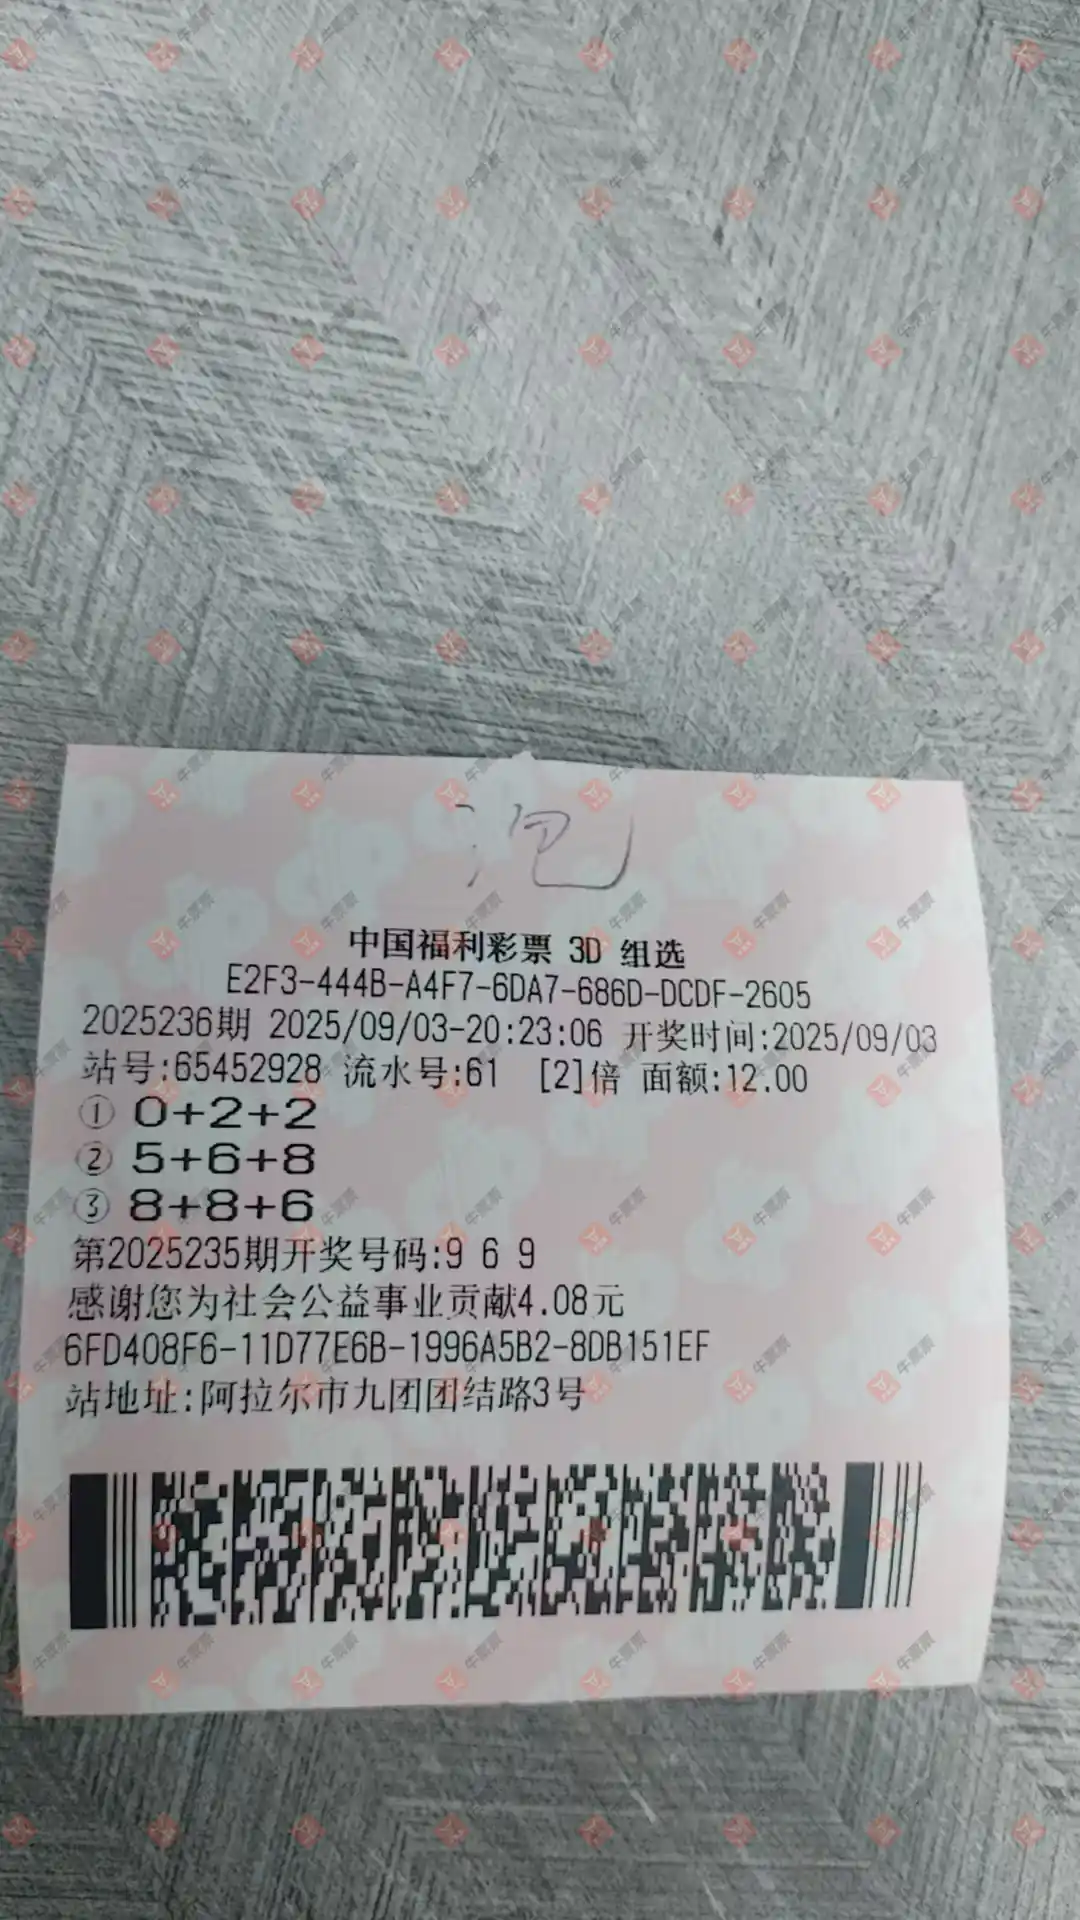 泡
中国福利彩票 3D 组选
E2F3-444B-A4F7-6DA7-686D-DCDF-2605
2025236期 2025/09/03-20:23:06 开奖时间:2025/09/03
站号:65452928 流水号:61 [2]倍 面额:12.00
① 0+2+2
② 5+6+8
③ 8+8+6
第2025235期开奖号码:9 6 9
感谢您为社会公益事业贡献4.08元
6FD408F6-11D77E6B-1996A5B2-8DB151EF
站地址:阿拉尔市九团团结路3号
牛票票